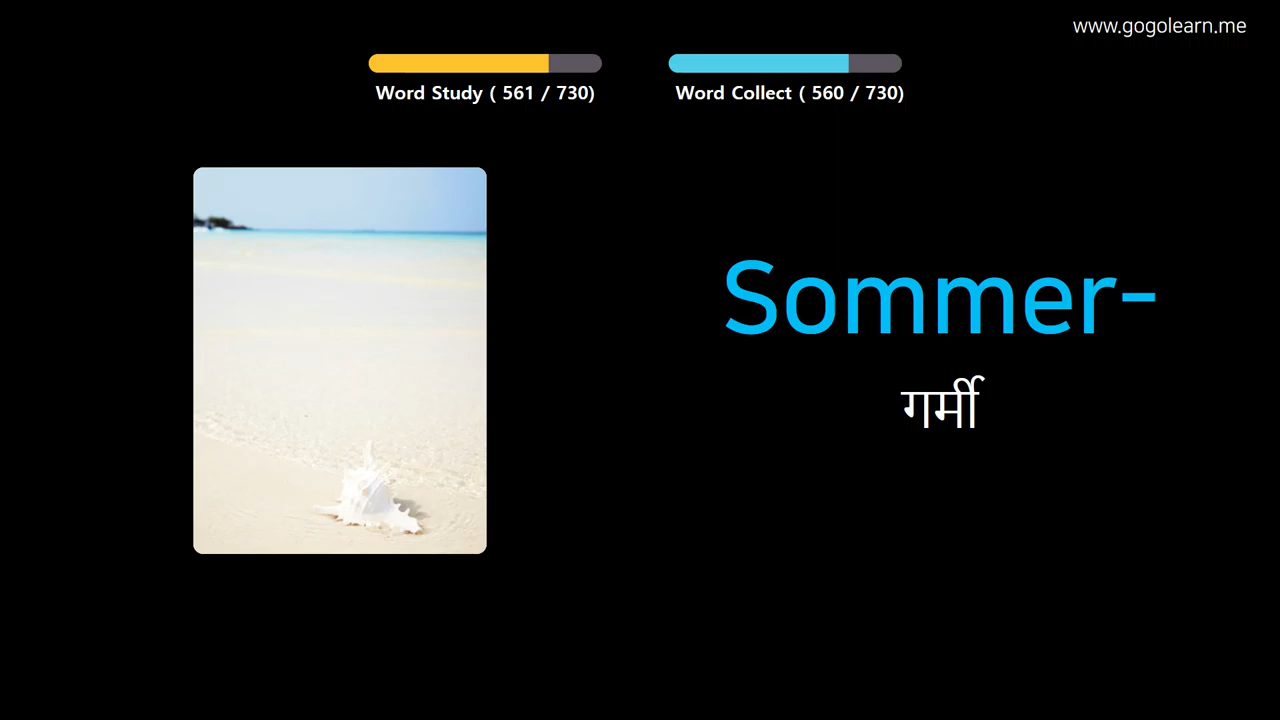 www.gogolearn.me
Word Study ( 561 / 730)
Word Collect ( 560 / 730)
Sommer-
गर्मी